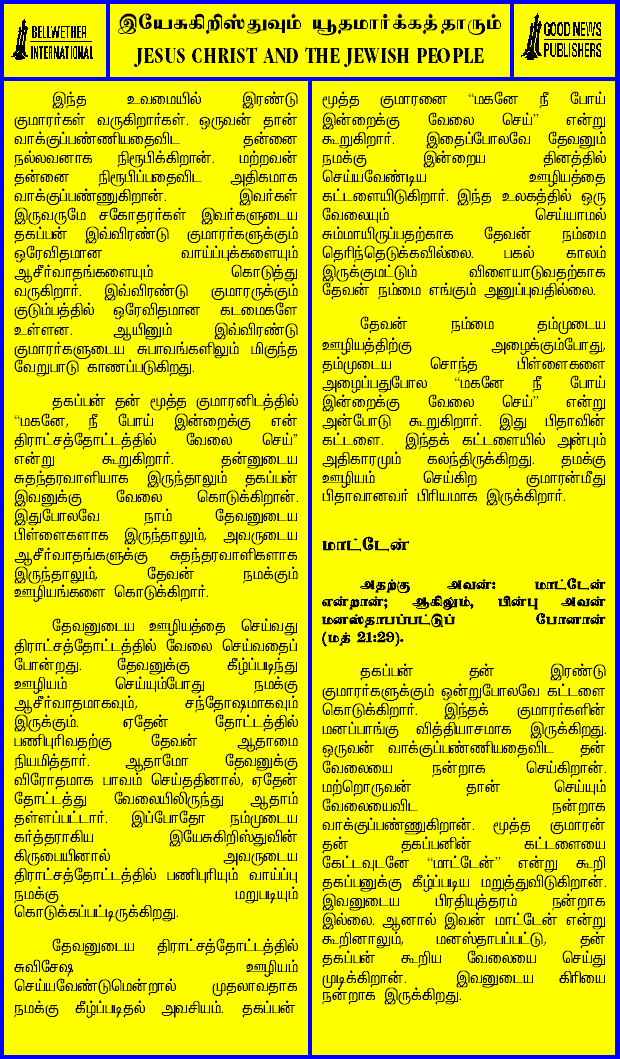 BELLWETHER
INTERNATIONAL
இயேசுகிறிஸ்துவும் யூதமார்க்கத்தாரும்
JESUS CHRIST AND THE JEWISH PEOPLE
GOOD NEWS
PUBLISHERS
இந்த உவமையில் இரண்டு
குமாரர்கள் வருகிறார்கள். ஒருவன் தான்
வாக்குப்பண்ணியதைவிட தன்னை
நல்லவனாக நிரூபிக்கிறான். மற்றவன்
தன்னை நிரூபிப்பதைவிட அதிகமாக
வாக்குப்பண்ணுகிறான். இவர்கள்
இருவருமே சகோதரர்கள் இவர்களுடைய
தகப்பன் இவ்விரண்டு குமாரர்களுக்கும்
ஒரேவிதமான வாய்ப்புக்களையும்
ஆசீர்வாதங்களையும் கொடுத்து
வருகிறார். இவ்விரண்டு குமாரருக்கும்
குடும்பத்தில் ஒரேவிதமான கடமைகளே
உள்ளன. ஆயினும் இவ்விரண்டு
குமாரர்களுடைய சுபாவங்களிலும் மிகுந்த
வேறுபாடு காணப்படுகிறது.
தகப்பன் தன் மூத்த குமாரனிடத்தில்
“மகனே, நீ போய் இன்றைக்கு என்
திராட்சத்தோட்டத்தில் வேலை செய்”
என்று கூறுகிறார். தன்னுடைய
சுதந்தரவாளியாக இருந்தாலும் தகப்பன்
இவனுக்கு வேலை கொடுக்கிறான்.
இதுபோலவே நாம் தேவனுடைய
பிள்ளைகளாக இருந்தாலும், அவருடைய
ஆசீர்வாதங்களுக்கு சுதந்தரவாளிகளாக
இருந்தாலும், தேவன் நமக்கும்
ஊழியங்களை கொடுக்கிறார்.
தேவனுடைய ஊழியத்தை செய்வது
திராட்சத்தோட்டத்தில் வேலை செய்வதைப்
போன்றது. தேவனுக்கு கீழ்ப்படிந்து
ஊழியம் செய்யும்போது நமக்கு
ஆசீர்வாதமாகவும், சந்தோஷமாகவும்
இருக்கும். ஏதேன் தோட்டத்தில்
பணிபுரிவதற்கு தேவன் ஆதாமை
நியமித்தார். ஆதாமோ தேவனுக்கு
விரோதமாக பாவம் செய்ததினால், ஏதேன்
தோட்டத்து வேலையிலிருந்து ஆதாம்
தள்ளப்பட்டார். இப்போதோ நம்முடைய
கர்த்தராகிய இயேசுகிறிஸ்துவின்
கிருபையினால் அவருடைய
திராட்சத்தோட்டத்தில் பணிபுரியும் வாய்ப்பு
நமக்கு மறுபடியும்
கொடுக்கப்பட்டிருக்கிறது.
தேவனுடைய திராட்சத்தோட்டத்தில்
சுவிசேஷ ஊழியம்
செய்யவேண்டுமென்றால் முதலாவதாக
நமக்கு கீழ்ப்படிதல் அவசியம். தகப்பன்
மூத்த குமாரனை “மகனே நீ போய்
இன்றைக்கு வேலை செய்” என்று
கூறுகிறார். இதைப்போலவே தேவனும்
நமக்கு இன்றைய தினத்தில்
செய்யவேண்டிய ஊழியத்தை
கட்டளையிடுகிறார். இந்த உலகத்தில் ஒரு
வேலையும் செய்யாமல்
சும்மாயிருப்பதற்காக தேவன் நம்மை
தெரிந்தெடுக்கவில்லை. பகல் காலம்
இருக்குமட்டும் விளையாடுவதற்காக
தேவன் நம்மை எங்கும் அனுப்புவதில்லை.
தேவன் நம்மை தம்முடைய
ஊழியத்திற்கு அழைக்கும்போது,
தம்முடைய சொந்த பிள்ளைகளை
அழைப்பதுபோல “மகனே நீ போய்
இன்றைக்கு வேலை செய்” என்று
அன்போடு கூறுகிறார். இது பிதாவின்
கட்டளை. இந்தக் கட்டளையில் அன்பும்
அதிகாரமும் கலந்திருக்கிறது. தமக்கு
ஊழியம் செய்கிற குமாரன்மீது
பிதாவானவர் பிரியமாக இருக்கிறார்.
மாட்டேன்
அதற்கு அவன்: மாட்டேன்
என்றான்; ஆகிலும், பின்பு அவன்
மனஸ்தாபப்பட்டுப் போனான்
(மத் 21:29).
தகப்பன் தன் இரண்டு
குமாரர்களுக்கும் ஒன்றுபோலவே கட்டளை
கொடுக்கிறார். இந்தக் குமாரர்களின்
மனப்பாங்கு வித்தியாசமாக இருக்கிறது.
ஒருவன் வாக்குப்பண்ணியதைவிட தன்
வேலையை நன்றாக செய்கிறான்.
மற்றொருவன் தான் செய்யும்
வேலையைவிட நன்றாக
வாக்குப்பண்ணுகிறான். மூத்த குமாரன்
தன் தகப்பனின் கட்டளையை
கேட்டவுடனே “மாட்டேன்” என்று கூறி
தகப்பனுக்கு கீழ்ப்படிய மறுத்துவிடுகிறான்.
இவனுடைய பிரதியுத்தரம் நன்றாக
இல்லை. ஆனால் இவன் மாட்டேன் என்று
கூறினாலும், மனஸ்தாபப்பட்டு, தன்
தகப்பன் கூறிய வேலையை செய்து
முடிக்கிறான். இவனுடைய கிரியை
நன்றாக இருக்கிறது.